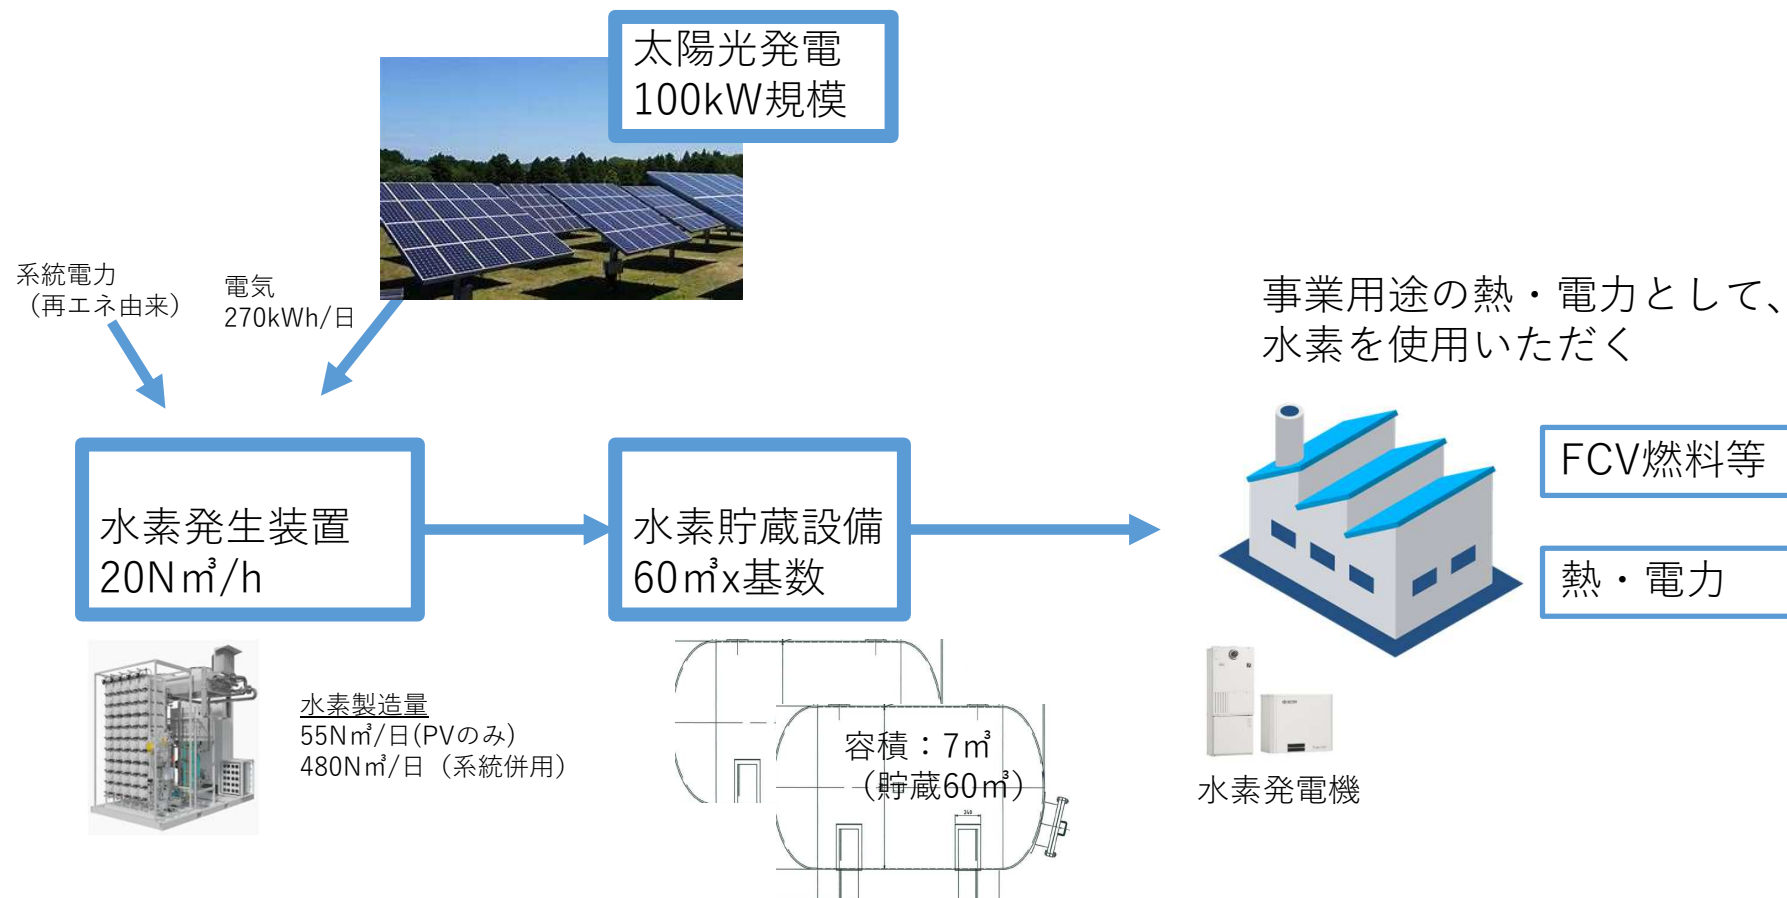 太陽光発電
100kW規模
系統電力
（再エネ由来）
電気
270kWh/日
事業用途の熱・電力として、
水素を使用いただく
水素発生装置
20N㎥/h
水素貯蔵設備
60㎥x基数
FCV燃料等
熱・電力
水素製造量
55N㎥/日(PVのみ)
480N㎥/日（系統併用）
容積：7㎥
（貯蔵60㎥）
水素発電機